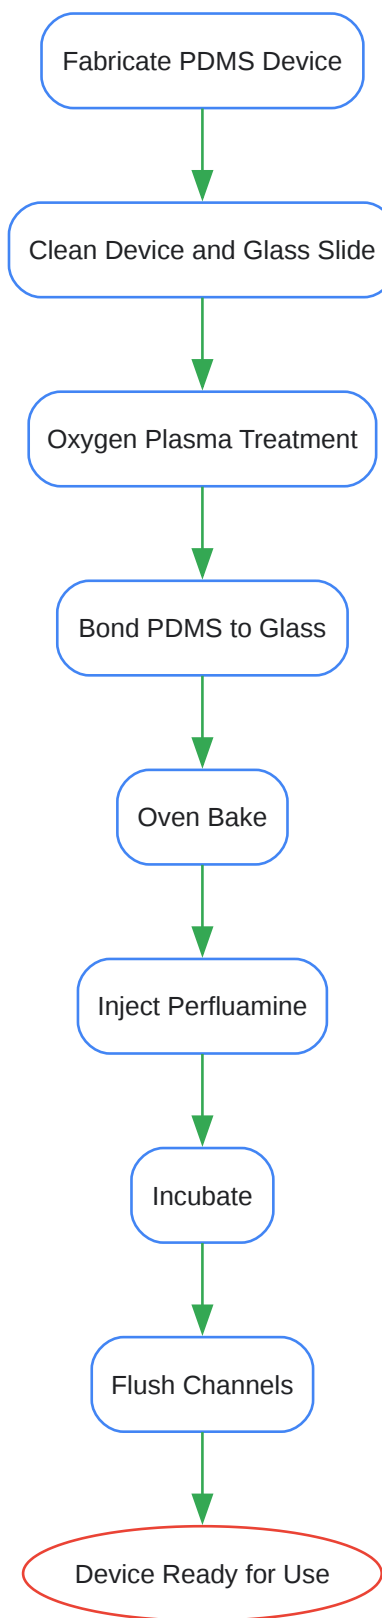 Fabricate PDMS Device
Clean Device and Glass Slide
Oxygen Plasma Treatment
Bond PDMS to Glass
Oven Bake
Inject Perfluamine
Incubate
Flush Channels
Device Ready for Use